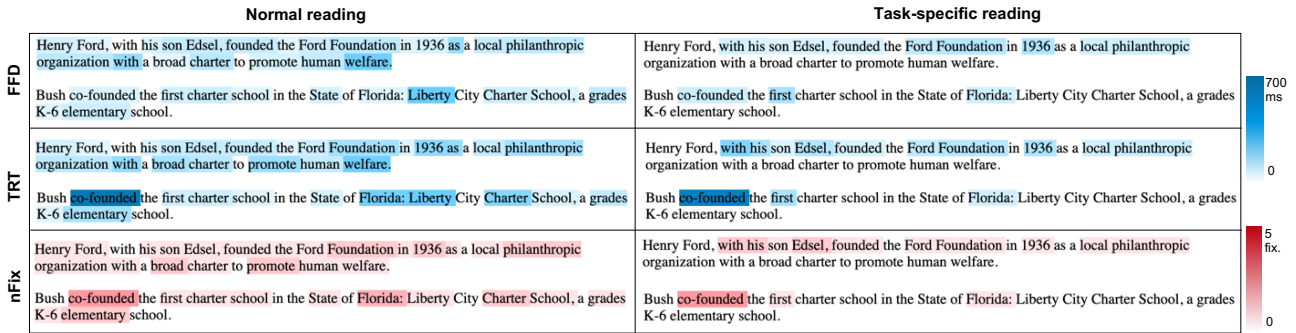 Normal reading
Task-specific reading
FFD
Henry Ford, with his son Edsel, founded the Ford Foundation in 1936 as a local philanthropic
organization with a broad charter to promote human welfare.
Bush co-founded the first charter school in the State of Florida: Liberty City Charter School, a grades
K-6 elementary school.
Henry Ford, with his son Edsel, founded the Ford Foundation in 1936 as a local philanthropic
organization with a broad charter to promote human welfare.
Bush co-founded the first charter school in the State of Florida: Liberty City Charter School, a grades
K-6 elementary school.
700
ms
0
TRT
Henry Ford, with his son Edsel, founded the Ford Foundation in 1936 as a local philanthropic
organization with a broad charter to promote human welfare.
Bush co-founded the first charter school in the State of Florida: Liberty City Charter School, a grades
K-6 elementary school.
Henry Ford, with his son Edsel, founded the Ford Foundation in 1936 as a local philanthropic
organization with a broad charter to promote human welfare.
Bush co-founded the first charter school in the State of Florida: Liberty City Charter School, a grades
K-6 elementary school.
nFix
Henry Ford, with his son Edsel, founded the Ford Foundation in 1936 as a local philanthropic
organization with a broad charter to promote human welfare.
Bush co-founded the first charter school in the State of Florida: Liberty City Charter School, a grades
K-6 elementary school.
Henry Ford, with his son Edsel, founded the Ford Foundation in 1936 as a local philanthropic
organization with a broad charter to promote human welfare.
Bush co-founded the first charter school in the State of Florida: Liberty City Charter School, a grades
K-6 elementary school.
5
fix.
0